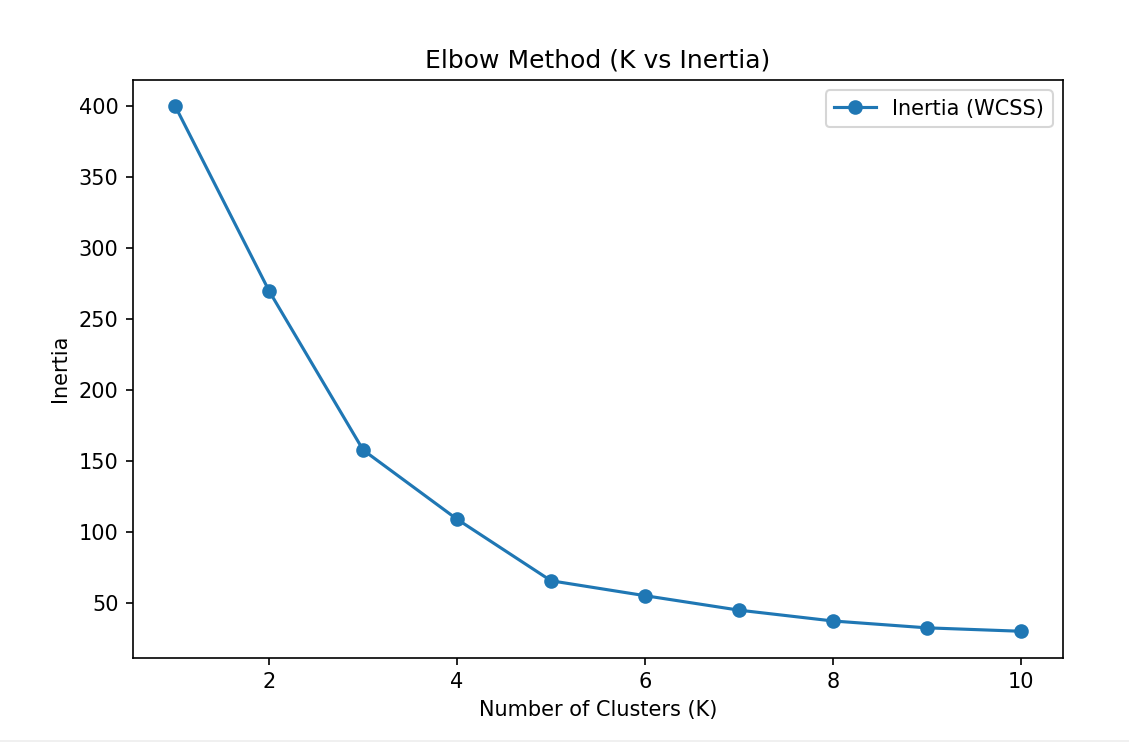 Elbow Method (K vs Inertia)
Inertia (WCSS)
400
350
300
250
200
150
100
50
Inertia
2 4 6 8 10
Number of Clusters (K)